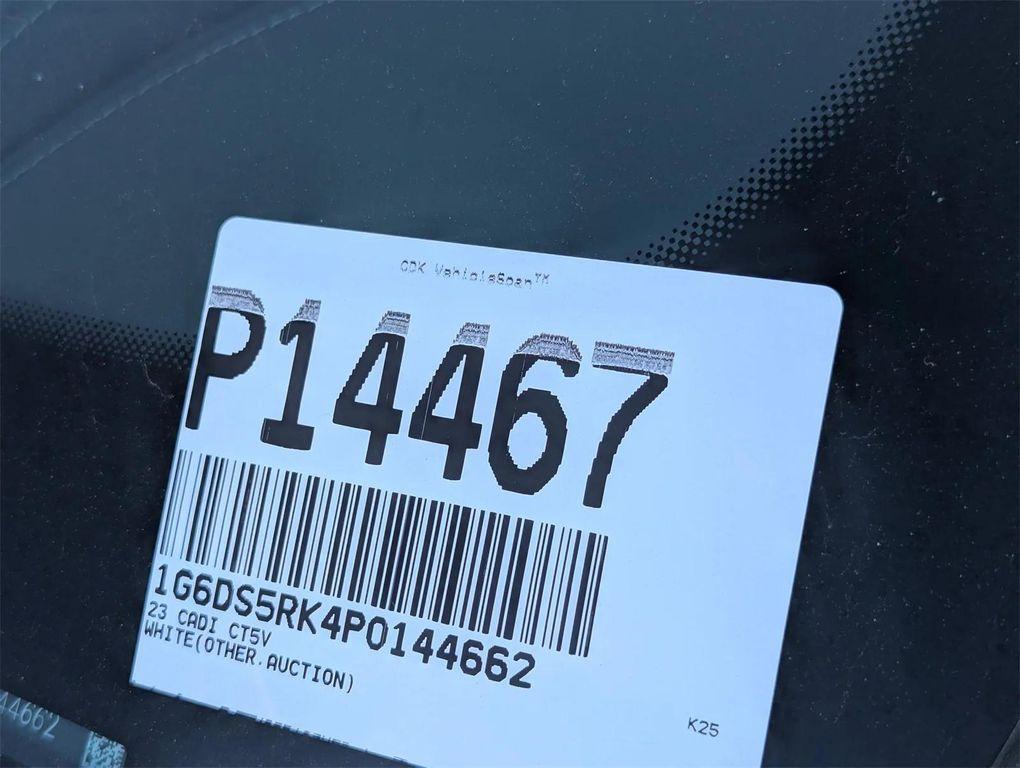 CDK VehicleScan™
P14467
1G6DS5RK4P0144662
23 CADI CT5V
WHITE(OTHER.AUCTION)
K25
44662